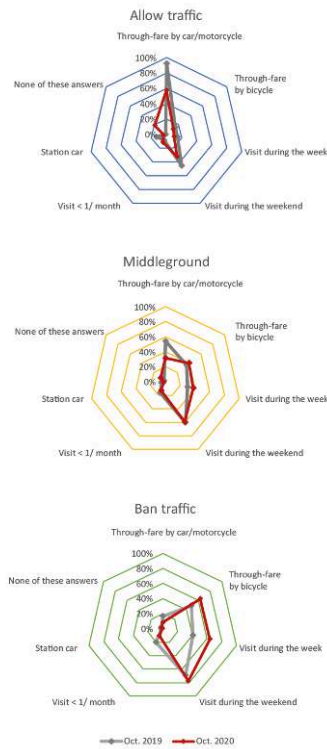 Allow traffic
Through-fare by car/motorcycle
100%
80%
60%
40%
20%
0%
None of these answers
Through-fare
by bicycle
Station car
Visit during the week
Visit < 1/ month
Visit during the weekend
Middleground
Through-fare by car/motorcycle
100%
80%
60%
40%
20%
0%
None of these answers
Through-fare
by bicycle
Station car
Visit during the week
Visit < 1/ month
Visit during the weekend
Ban traffic
Through-fare by car/motorcycle
100%
80%
60%
40%
20%
0%
None of these answers
Through-fare
by bicycle
Station car
Visit during the week
Visit < 1/ month
Visit during the weekend
Oct. 2019 Oct. 2020